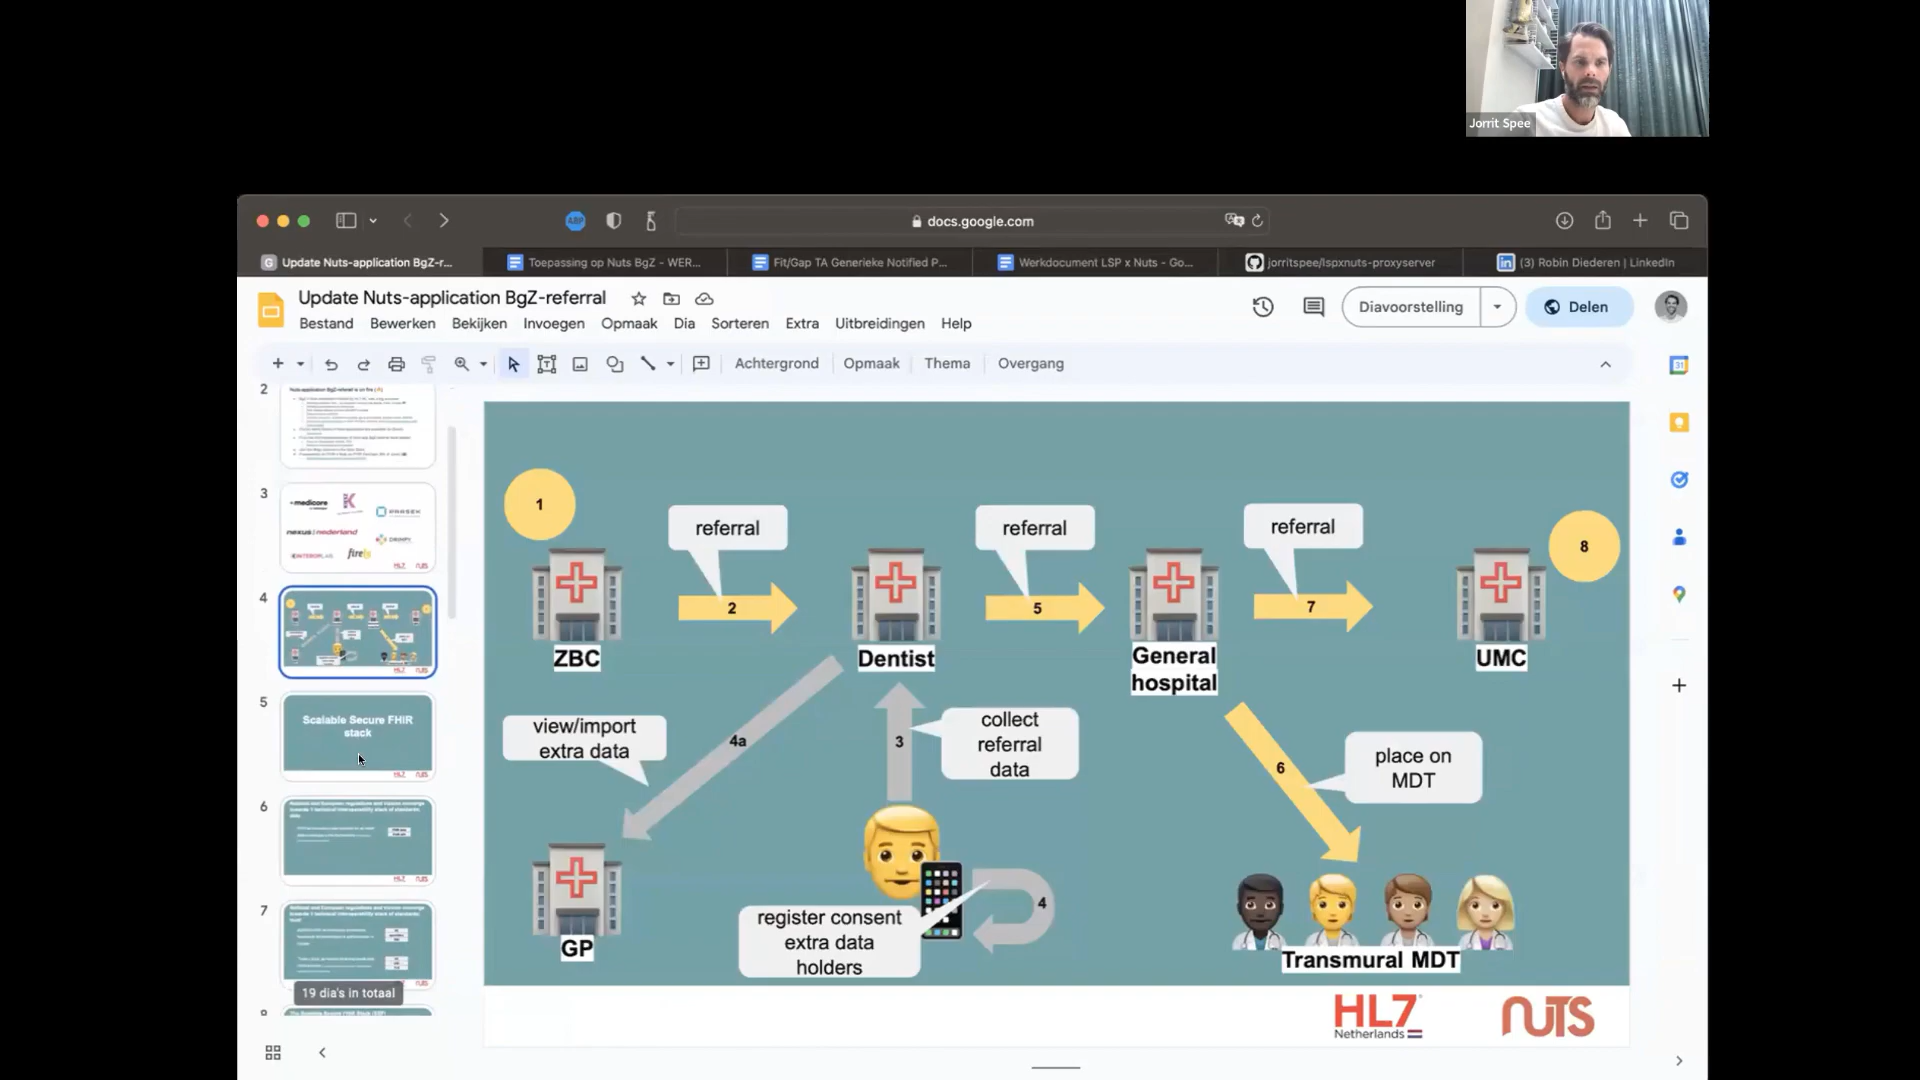 Jorrit Spee
docs.google.com
Update Nuts-application BgZ-r...
Toepassing op Nuts BgZ - WER...
Fit/Gap TA Generieke Notified P...
Werkdocument LSP x Nuts - Go...
jorritspee/lspxnuts-proxyserver
(3) Robin Diederen | LinkedIn
Update Nuts-application BgZ-referral
Bestand Bewerken Bekijken Invoegen Opmaak Dia Sorteren Extra Uitbreidingen Help
Diavoorstelling
Delen
Achtergrond Opmaak Thema Overgang
2
3
medicore
nexus nederland
firely
4
5
Scalable Secure FHIR
stack
6
7
19 dia's in totaal
1
referral
2
ZBC
Dentist
referral
5
General
hospital
referral
7
UMC
8
view/import
extra data
4a
3
collect
referral
data
6
place on
MDT
GP
register consent
extra data
holders
4
Transmural MDT
HL7
Netherlands
nuts